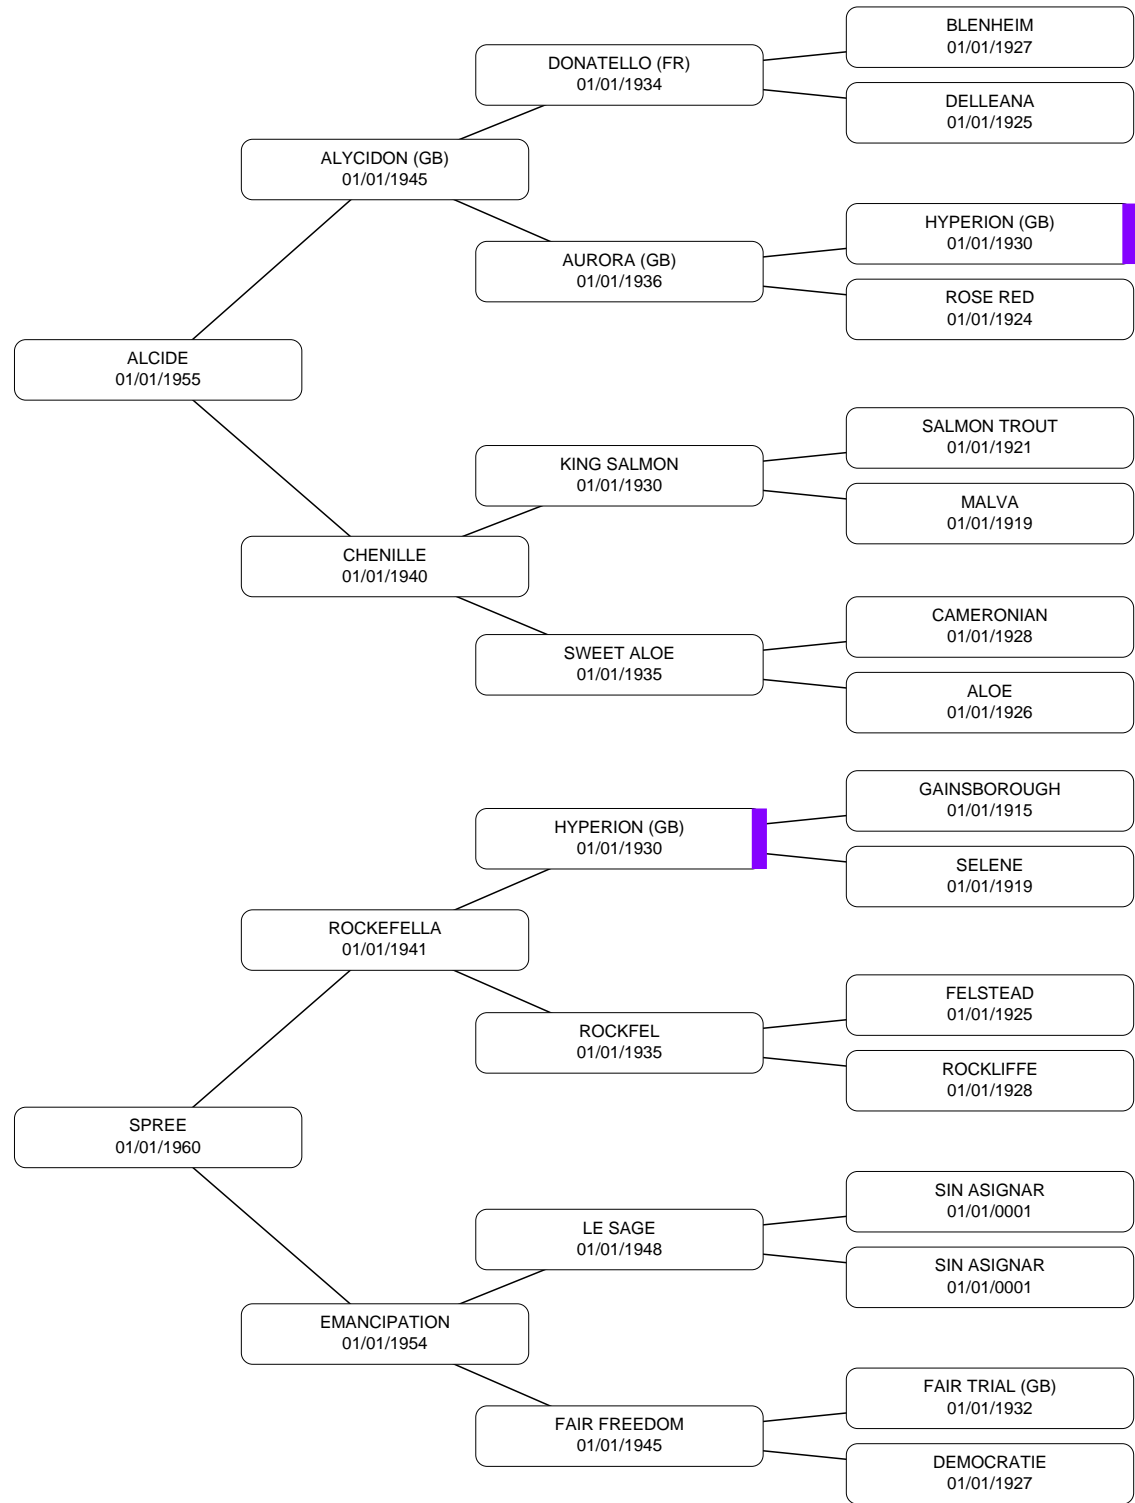 BLENHEIM
01/01/1927
DONATELLO (FR)
01/01/1934
DELLEANA
01/01/1925
ALYCIDON (GB)
01/01/1945
HYPERION (GB)
01/01/1930
AURORA (GB)
01/01/1936
ROSE RED
01/01/1924
ALCIDE
01/01/1955
SALMON TROUT
01/01/1921
KING SALMON
01/01/1930
MALVA
01/01/1919
CHENILLE
01/01/1940
CAMERONIAN
01/01/1928
SWEET ALOE
01/01/1935
ALOE
01/01/1926
GAINSBOROUGH
01/01/1915
HYPERION (GB)
01/01/1930
SELENE
01/01/1919
ROCKEFELLA
01/01/1941
FELSTEAD
01/01/1925
ROCKFEL
01/01/1935
ROCKLIFFE
01/01/1928
SPREE
01/01/1960
SIN ASIGNAR
01/01/0001
LE SAGE
01/01/1948
SIN ASIGNAR
01/01/0001
EMANCIPATION
01/01/1954
FAIR TRIAL (GB)
01/01/1932
FAIR FREEDOM
01/01/1945
DEMOCRATIE
01/01/1927